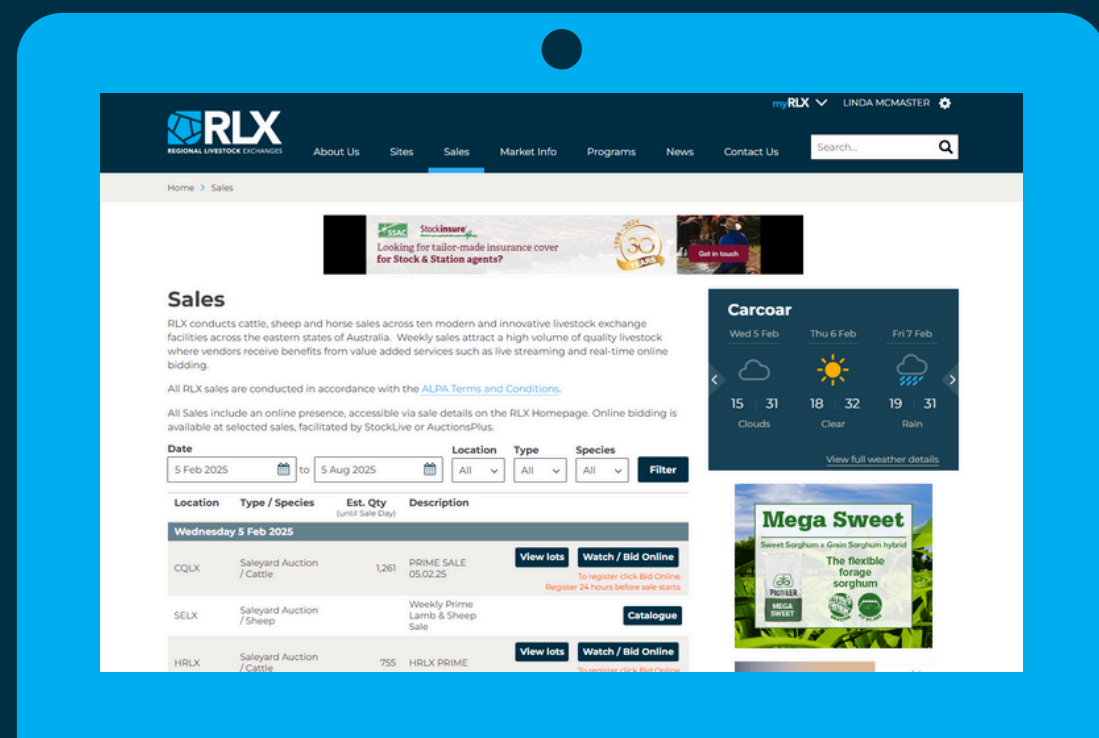 myRLX LINDA MCMASTER
RLX
REGIONAL LIVESTOCK EXCHANGES
About Us Sites Sales Market Info Programs News Contact Us Search...
Home > Sales
SSAC Stockinsure
Looking for tailor-made insurance cover
for Stock & Station agents?
1994 - 2024
30
YEARS
Get in touch
Sales
RLX conducts cattle, sheep and horse sales across ten modern and innovative livestock exchange
facilities across the eastern states of Australia. Weekly sales attract a high volume of quality livestock
where vendors receive benefits from value added services such as live streaming and real-time online
bidding.
All RLX sales are conducted in accordance with the ALPA Terms and Conditions.
All Sales include an online presence, accessible via sale details on the RLX Homepage. Online bidding is
available at selected sales, facilitated by StockLive or AuctionsPlus.
Date Location Type Species
5 Feb 2025 to 5 Aug 2025 All All All Filter
Location Type / Species Est. Qty Description
(until Sale Day)
Wednesday 5 Feb 2025
CQLX Saleyard Auction / Cattle 1,261 PRIME SALE 05.02.25 View lots Watch / Bid Online
To register click Bid Online.
Register 24 hours before sale starts.
SELX Saleyard Auction / Sheep Weekly Prime Lamb & Sheep Sale Catalogue
HRLX Saleyard Auction / Cattle 755 HRLX PRIME View lots Watch / Bid Online
To register click Bid Online.
Carcoar
Wed 5 Feb Thu 6 Feb Fri 7 Feb
15 31 18 32 19 31
Clouds Clear Rain
View full weather details
Mega Sweet
Sweet Sorghum x Grain Sorghum hybrid
The flexible
forage
sorghum
PIONEER
MEGA
SWEET